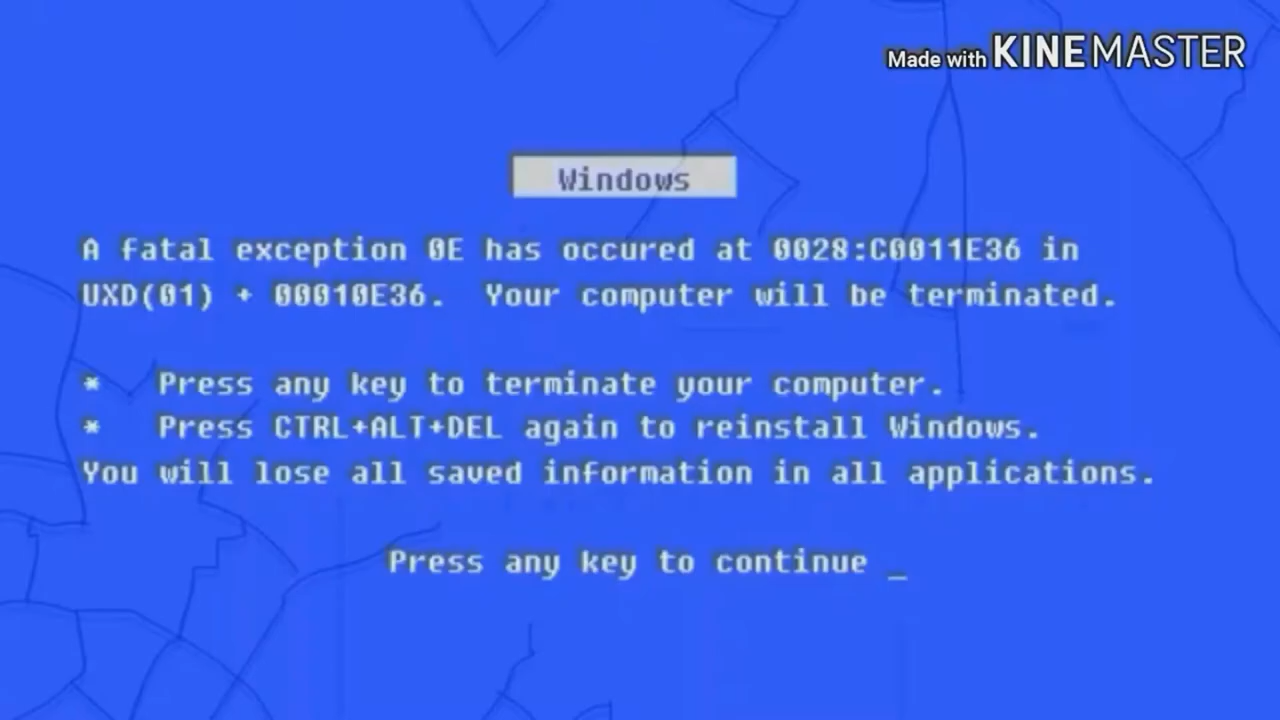 Made with KINEMASTER
Windows
A fatal exception 0E has occured at 0028:C0011E36 in
UXD(01) + 00010E36. Your computer will be terminated.
* Press any key to terminate your computer.
* Press CTRL+ALT+DEL again to reinstall Windows.
You will lose all saved information in all applications.
Press any key to continue _